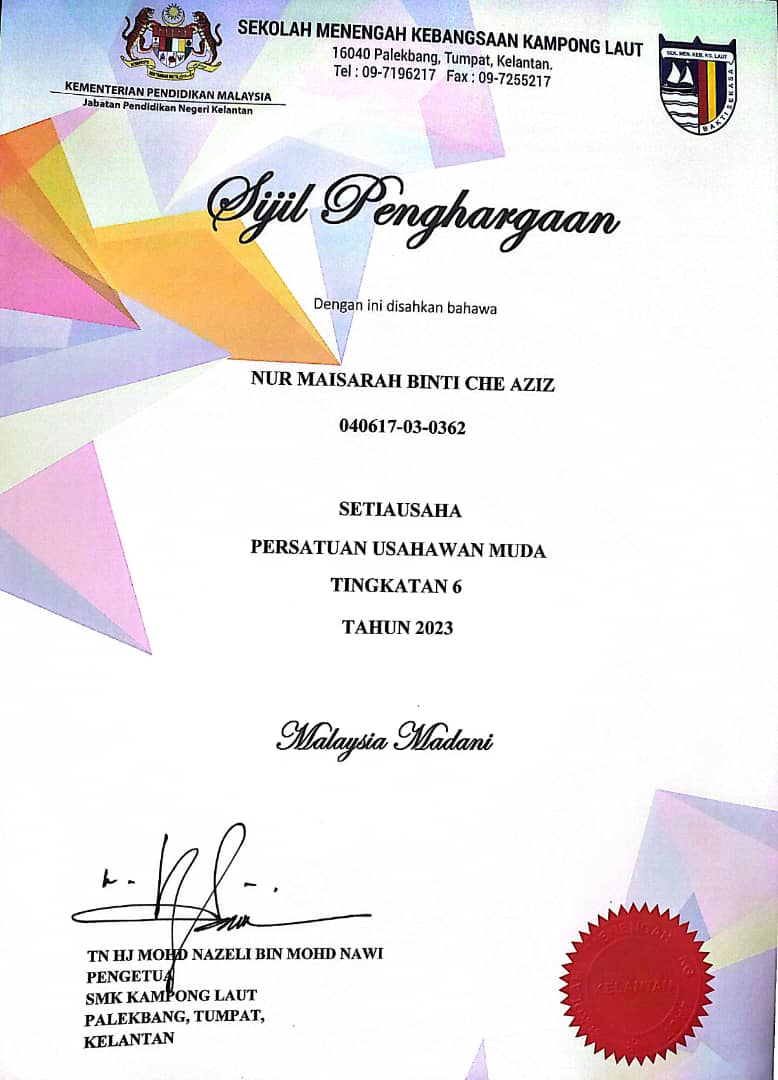 SEKOLAH MENENGAH KEBANGSAAN KAMPONG LAUT
16040 Palekbang, Tumpat, Kelantan.
Tel : 09-7196217 Fax : 09-7255217
KEMENTERIAN PENDIDIKAN MALAYSIA
Jabatan Pendidikan Negeri Kelantan
SEK. MEN. KEB. KG. LAUT
BAKTI SEKASA
Sijil Penghargaan
Dengan ini disahkan bahawa
NUR MAISARAH BINTI CHE AZIZ
040617-03-0362
SETIAUSAHA
PERSATUAN USAHAWAN MUDA
TINGKATAN 6
TAHUN 2023
Malaysia Madani
TN HJ MOHD NAZELI BIN MOHD NAWI
PENGETUA
SMK KAMPONG LAUT
PALEKBANG, TUMPAT,
KELANTAN
KELANTAN